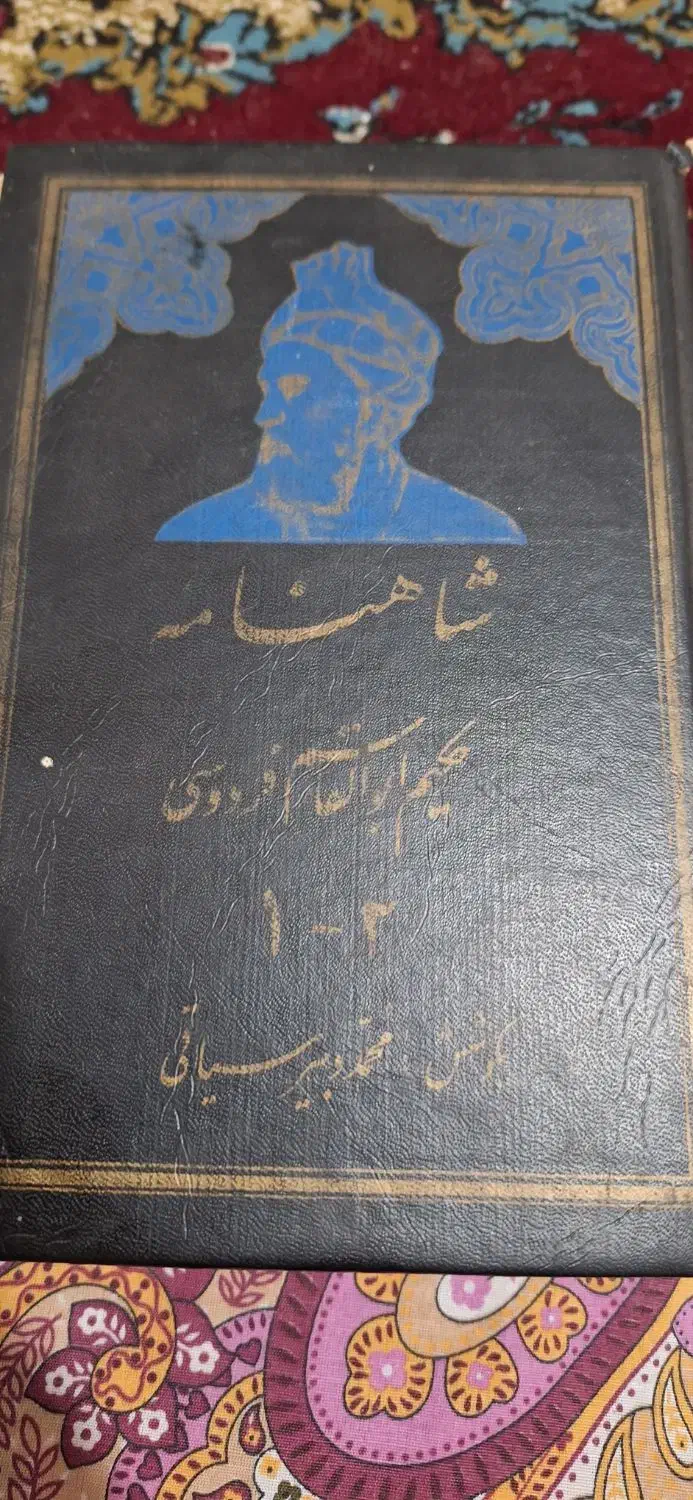 شاهنامه
حکیم ابوالقاسم فردوسی
۱-۲
بکوشش: محمد دبیرسیاقی